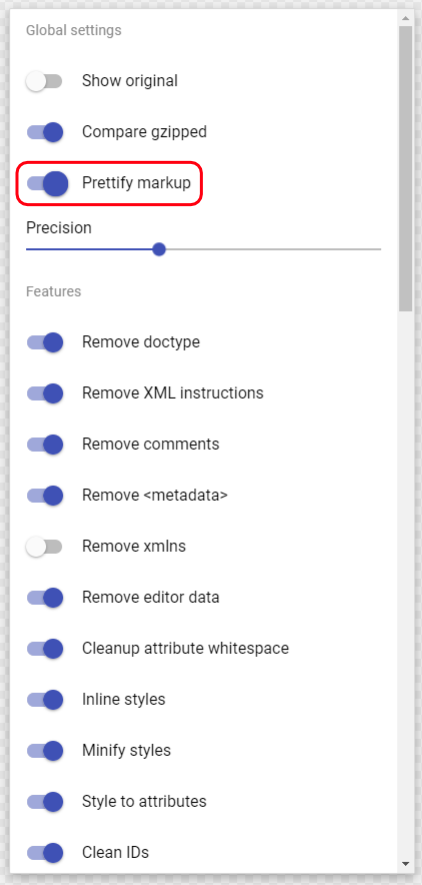 Global settings
Show original
Compare gzipped
Prettify markup
Precision
Features
Remove doctype
Remove XML instructions
Remove comments
Remove <metadata>
Remove xmlns
Remove editor data
Cleanup attribute whitespace
Inline styles
Minify styles
Style to attributes
Clean IDs